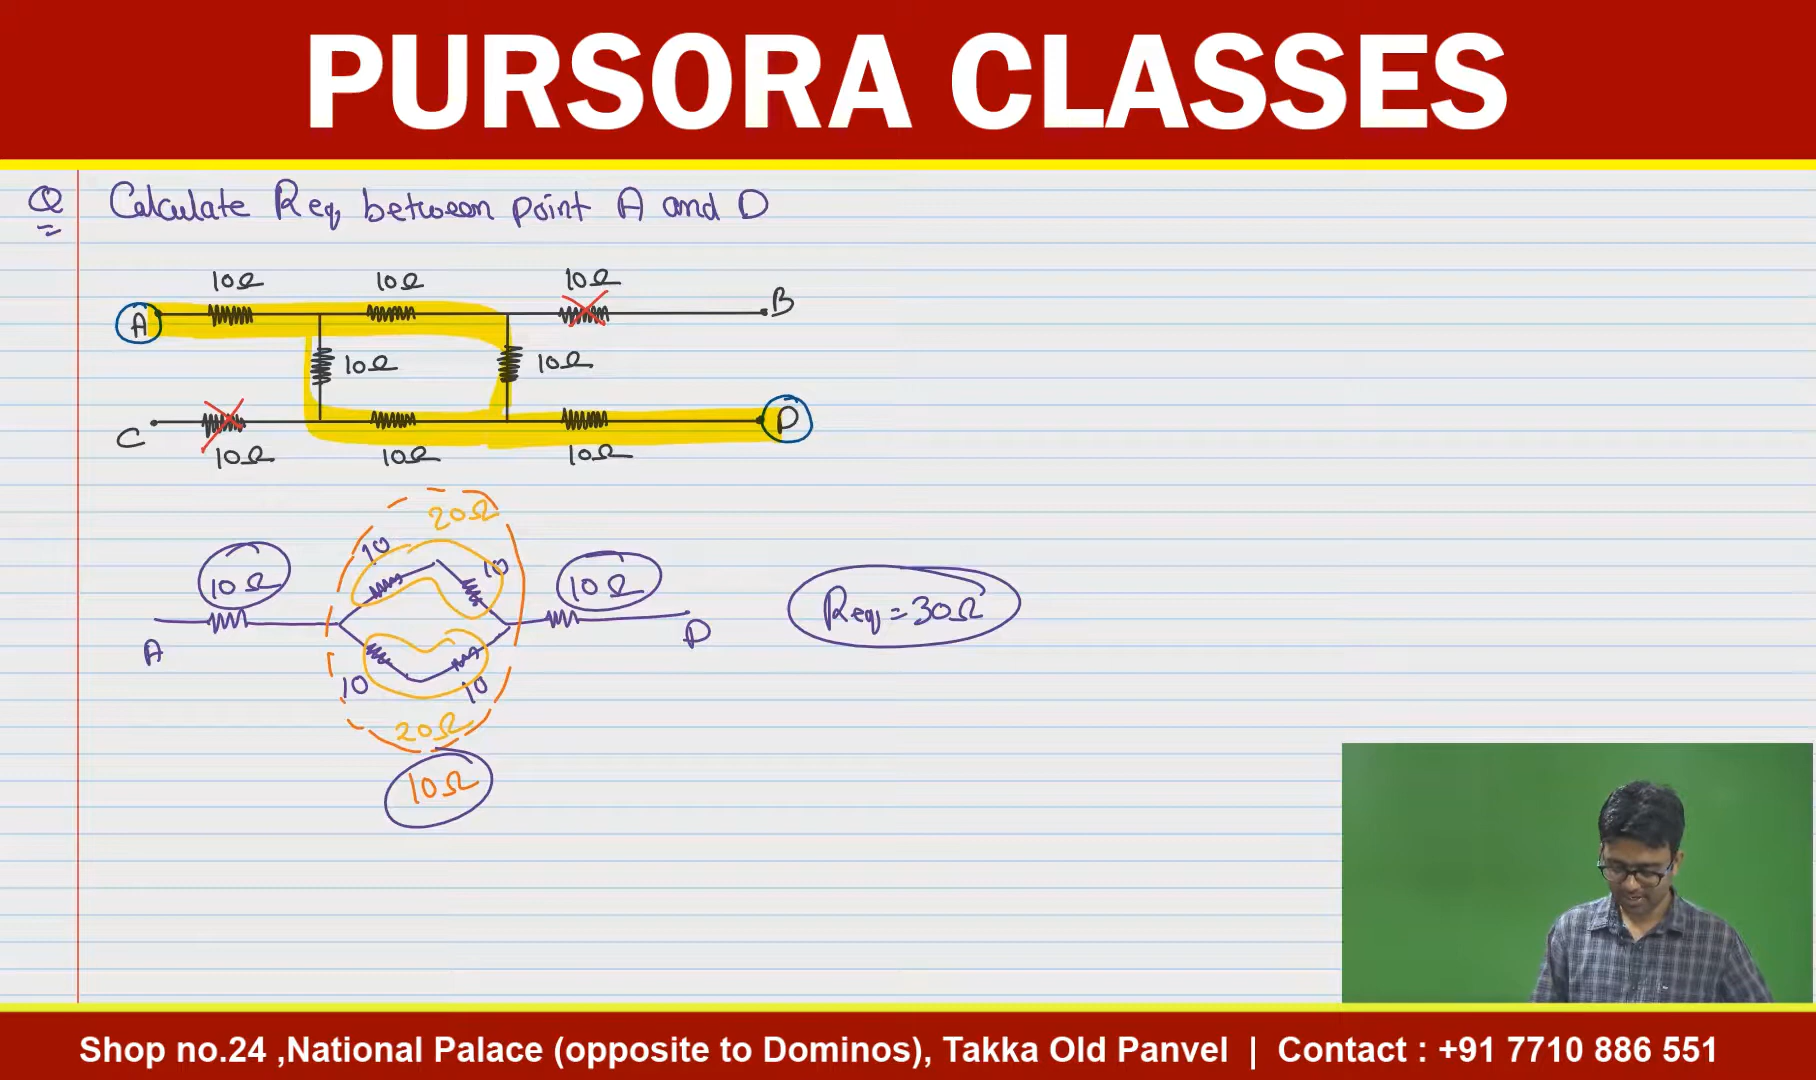 PURSORA CLASSES
Q Calculate Req between point A and D
10Ω 10Ω 10Ω
A B
10Ω 10Ω
C D
10Ω 10Ω 10Ω
20Ω
10 10
10Ω 10Ω
A D
Req = 30Ω
10 10
20Ω
10Ω
Shop no.24 ,National Palace (opposite to Dominos), Takka Old Panvel | Contact : +91 7710 886 551